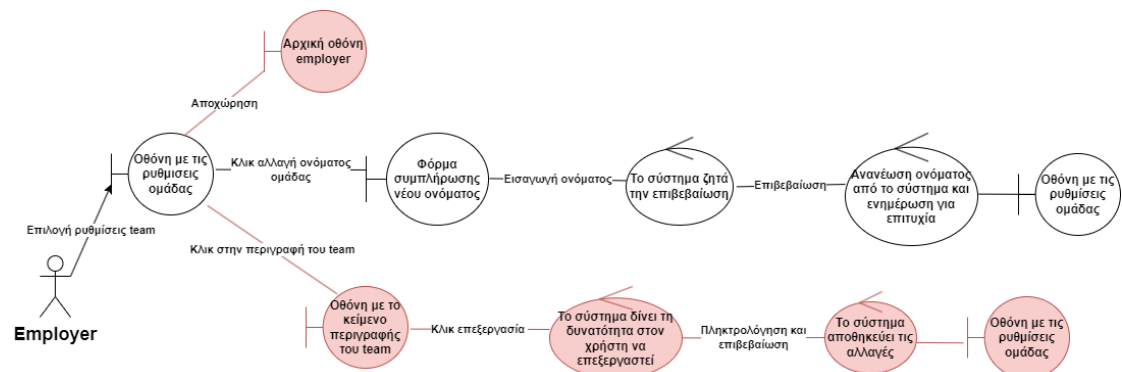 Αρχική οθόνη
employer
Αποχώρηση
Οθόνη με τις
ρυθμισεις
ομάδας
Κλικ αλλαγή ονόματος
ομάδας
Φόρμα
συμπλήρωσης
νέου ονόματος
Εισαγωγή ονόματος
Το σύστημα ζητά
την επιβεβαίωση
Επιβεβαίωση
Ανανέωση ονόματος
από το σύστημα και
ενημέρωση για
επιτυχία
Οθόνη με τις
ρυθμίσεις
ομάδας
Επιλογή ρυθμίσεις team
Κλικ στην περιγραφή του team
Employer
Οθόνη με το
κείμενο
περιγραφής
του team
Κλικ επεξεργασία
Το σύστημα δίνει τη
δυνατότητα στον
χρήστη να
επεξεργαστεί
Πληκτρολόγηση και
επιβεβαίωση
Το σύστημα
αποθηκεύει τις
αλλαγές
Οθόνη με τις
ρυθμίσεις
ομάδας